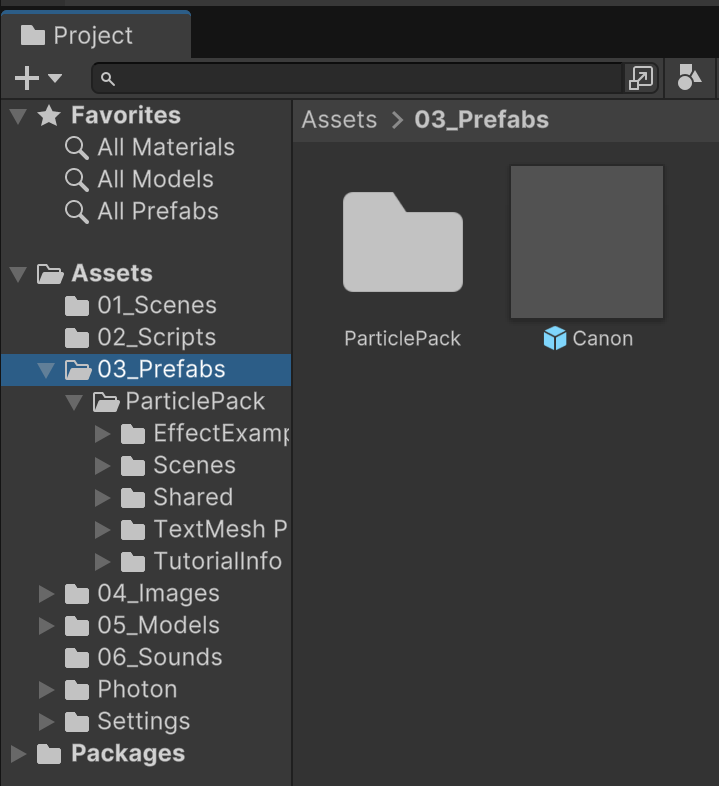 Project
Favorites
All Materials
All Models
All Prefabs
Assets
01_Scenes
02_Scripts
03_Prefabs
ParticlePack
EffectExamp
Scenes
Shared
TextMesh P
TutorialInfo
04_Images
05_Models
06_Sounds
Photon
Settings
Packages
Assets > 03_Prefabs
ParticlePack
Canon